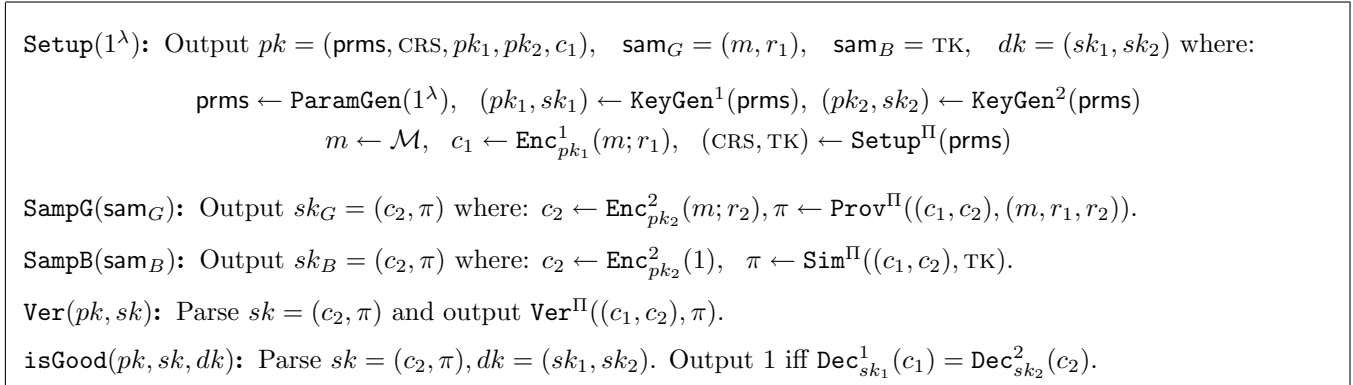 Setup(1^λ): Output pk = (prms, CRS, pk_1, pk_2, c_1), sam_G = (m, r_1), sam_B = TK, dk = (sk_1, sk_2) where:
prms ← ParamGen(1^λ), (pk_1, sk_1) ← KeyGen^1(prms), (pk_2, sk_2) ← KeyGen^2(prms)
m ← ℳ, c_1 ← Enc^1_{pk_1}(m; r_1), (CRS, TK) ← Setup^Π(prms)
SampG(sam_G): Output sk_G = (c_2, π) where: c_2 ← Enc^2_{pk_2}(m; r_2), π ← Prov^Π((c_1, c_2), (m, r_1, r_2)).
SampB(sam_B): Output sk_B = (c_2, π) where: c_2 ← Enc^2_{pk_2}(1), π ← Sim^Π((c_1, c_2), TK).
Ver(pk, sk): Parse sk = (c_2, π) and output Ver^Π((c_1, c_2), π).
isGood(pk, sk, dk): Parse sk = (c_2, π), dk = (sk_1, sk_2). Output 1 iff Dec^1_{sk_1}(c_1) = Dec^2_{sk_2}(c_2).